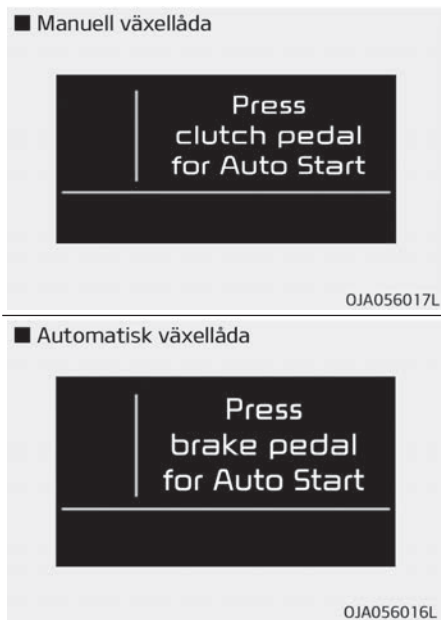 ■ Manuell växellåda
Press
clutch pedal
for Auto Start
OJA056017L
■ Automatisk växellåda
Press
brake pedal
for Auto Start
OJA056016L